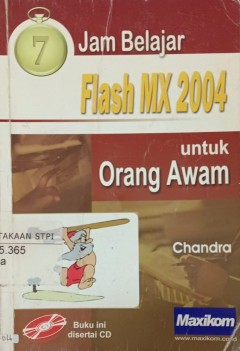 7
Jam Belajar
Flash MX 2004
untuk
Orang Awam
TAKAAN STPI
5.365
a
Chandra
Buku ini
disertai CD
Maxikom
www.maxikom.co.id